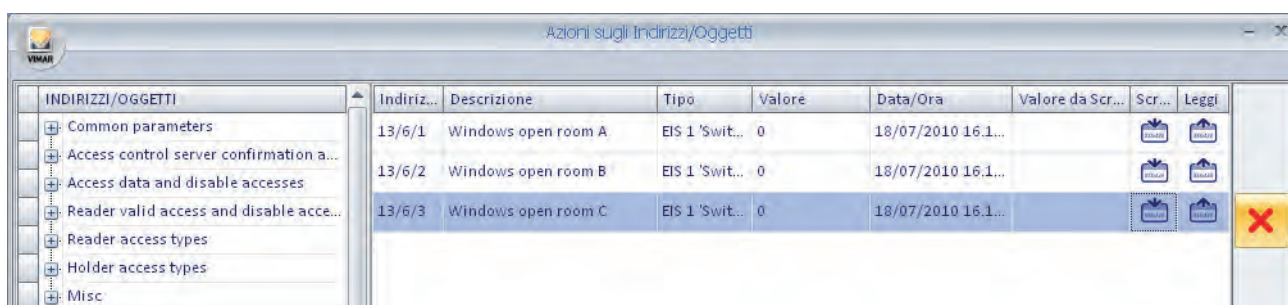 Azioni sugli Indirizzi/Oggetti
VIMAR
INDIRIZZI/OGGETTI
Common parameters
Access control server confirmation a...
Access data and disable accesses
Reader valid access and disable acce...
Reader access types
Holder access types
Misc
Indiriz... Descrizione Tipo Valore Data/Ora Valore da Scr... Scr... Leggi
13/6/1 Windows open room A EIS 1 'Swit... 0 18/07/2010 16.1...
13/6/2 Windows open room B EIS 1 'Swit... 0 18/07/2010 16.1...
13/6/3 Windows open room C EIS 1 'Swit... 0 18/07/2010 16.1...